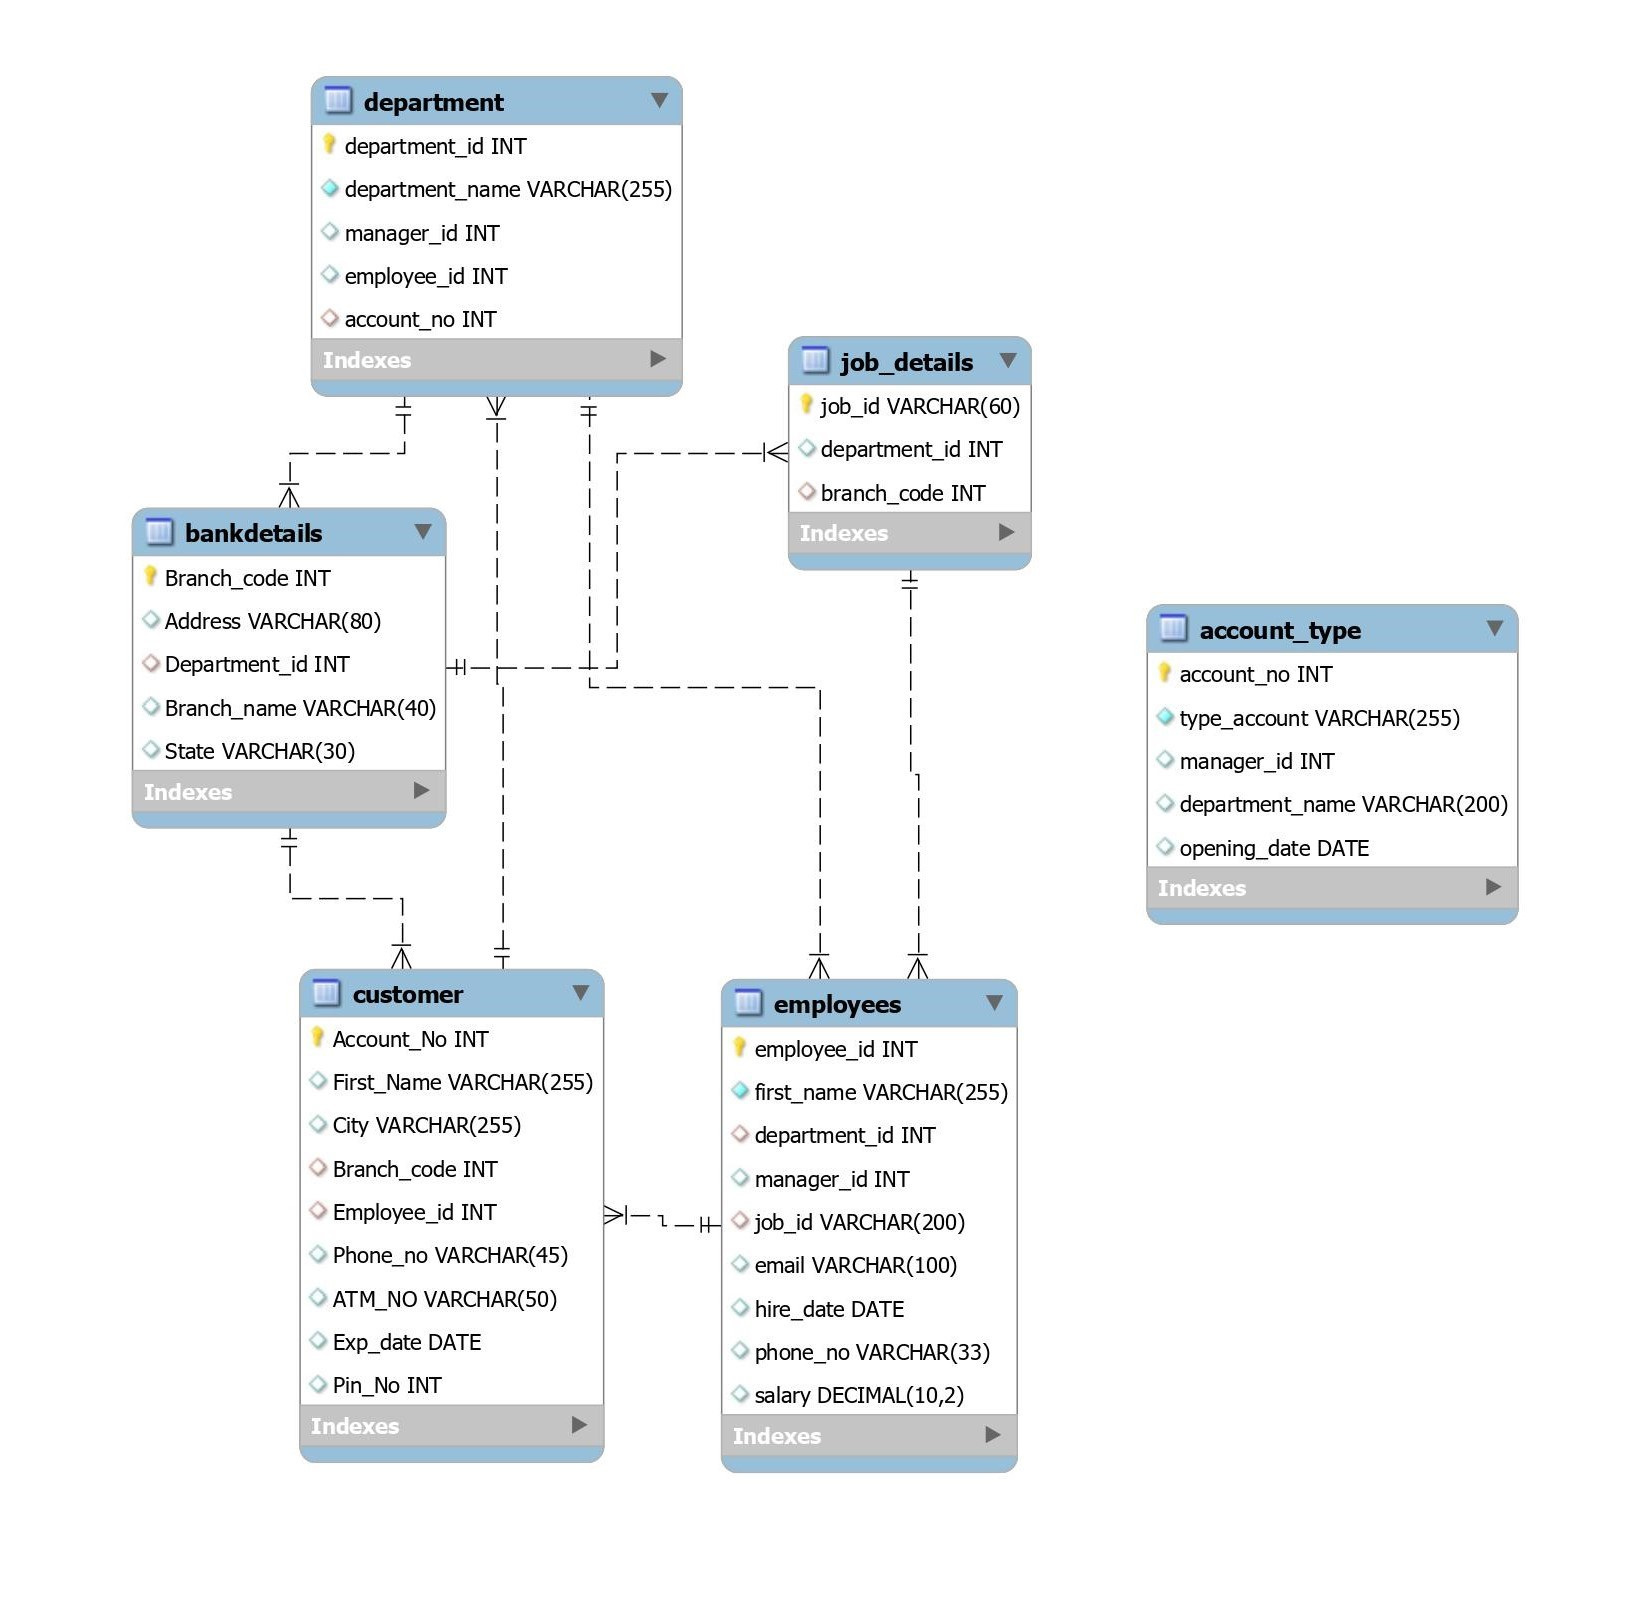 department
department_id INT
department_name VARCHAR(255)
manager_id INT
employee_id INT
account_no INT
Indexes
job_details
job_id VARCHAR(60)
department_id INT
branch_code INT
Indexes
bankdetails
Branch_code INT
Address VARCHAR(80)
Department_id INT
Branch_name VARCHAR(40)
State VARCHAR(30)
Indexes
account_type
account_no INT
type_account VARCHAR(255)
manager_id INT
department_name VARCHAR(200)
opening_date DATE
Indexes
customer
Account_No INT
First_Name VARCHAR(255)
City VARCHAR(255)
Branch_code INT
Employee_id INT
Phone_no VARCHAR(45)
ATM_NO VARCHAR(50)
Exp_date DATE
Pin_No INT
Indexes
employees
employee_id INT
first_name VARCHAR(255)
department_id INT
manager_id INT
job_id VARCHAR(200)
email VARCHAR(100)
hire_date DATE
phone_no VARCHAR(33)
salary DECIMAL(10,2)
Indexes